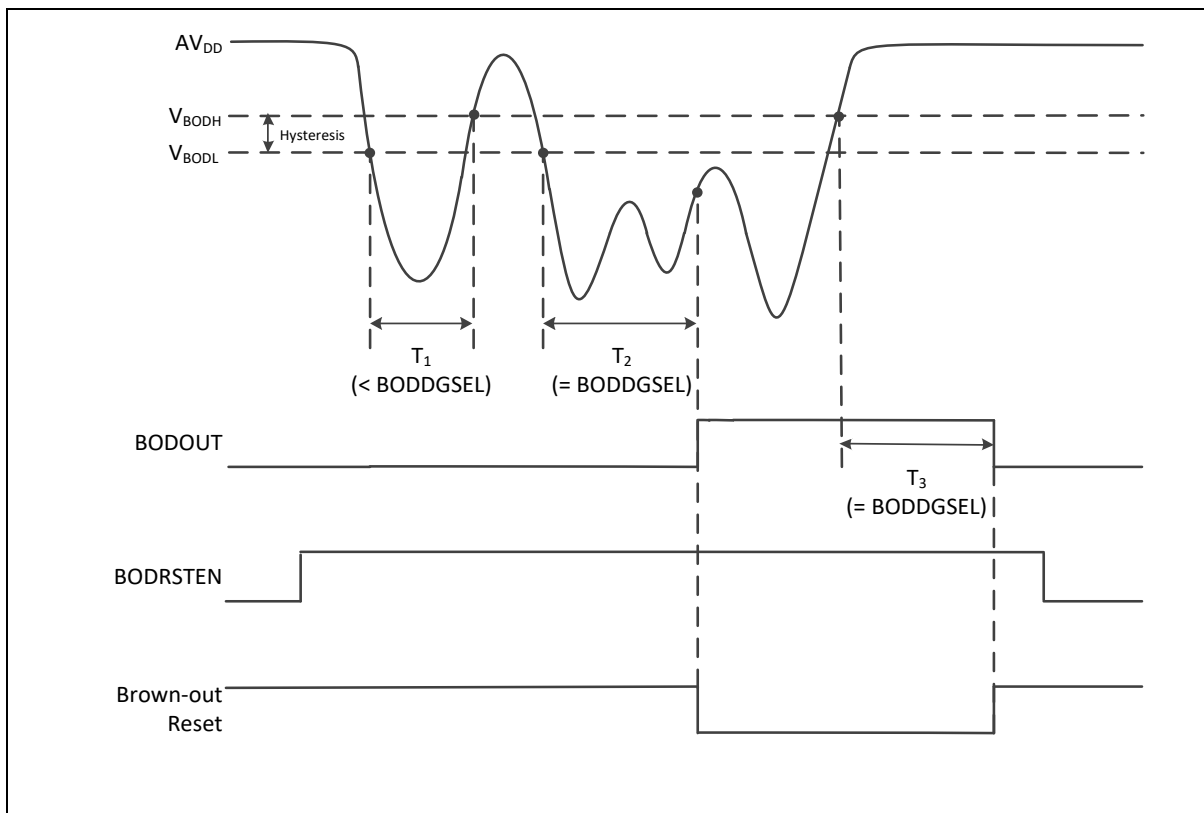 AVDD
VBODH
Hysteresis
VBODL
T1
(< BODDGSEL)
T2
(= BODDGSEL)
BODOUT
T3
(= BODDGSEL)
BODRSTEN
Brown-out
Reset